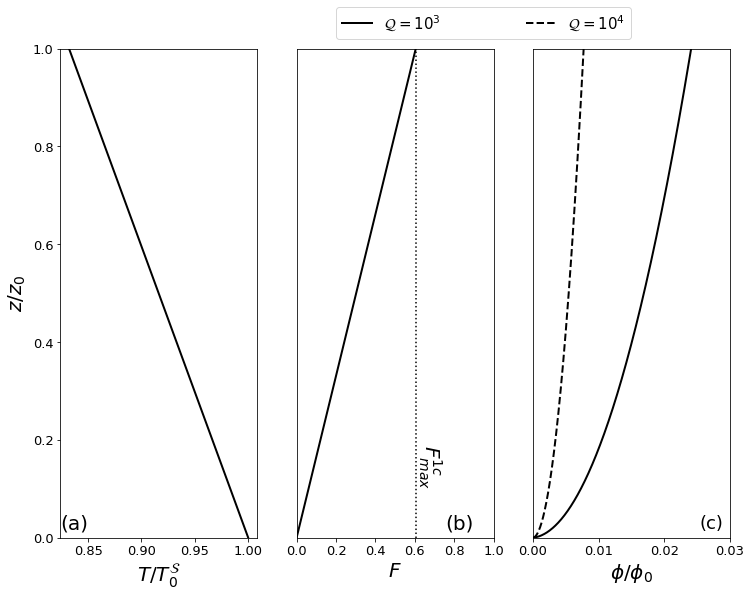 𝒬 = 10³ 𝒬 = 10⁴
z/z₀
1.0
0.8
0.6
0.4
0.2
0.0
(a)
0.85 0.90 0.95 1.00
T/T₀^𝒮
F_max^1c
(b)
0.0 0.2 0.4 0.6 0.8 1.0
F
(c)
0.00 0.01 0.02 0.03
ϕ/ϕ₀